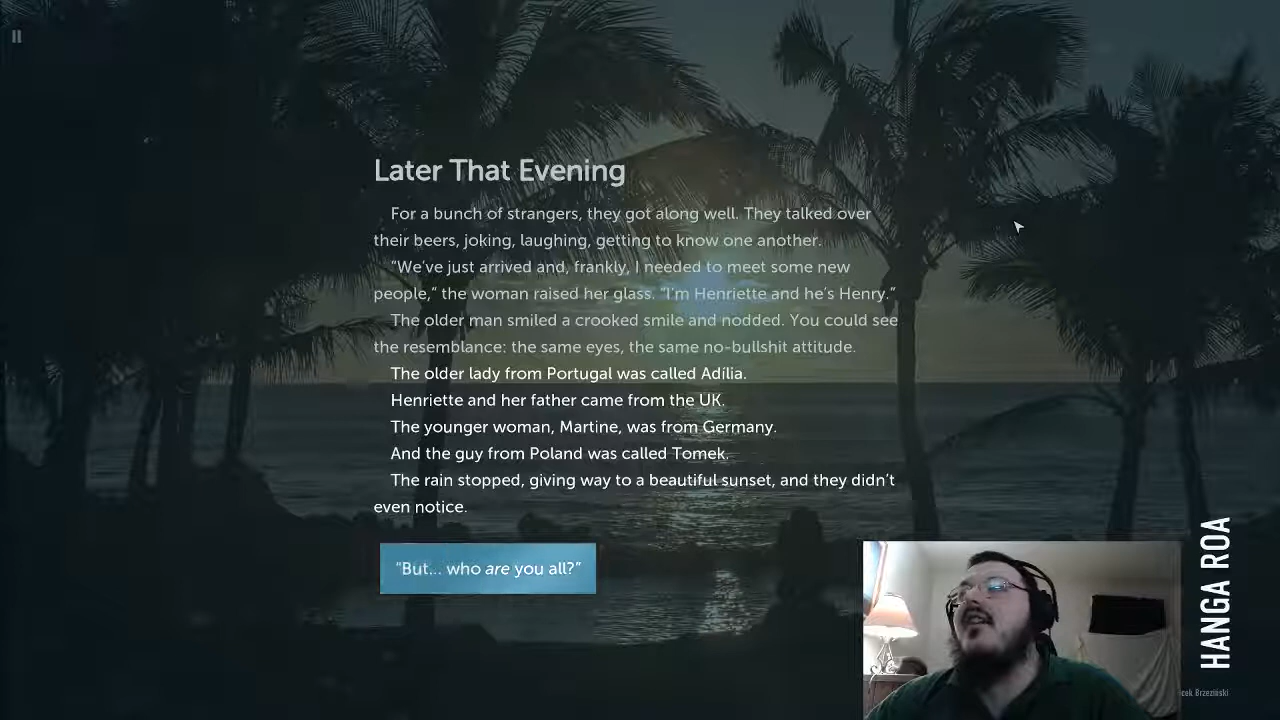 Later That Evening
For a bunch of strangers, they got along well. They talked over
their beers, joking, laughing, getting to know one another.
“We’ve just arrived and, frankly, I needed to meet some new
people,” the woman raised her glass. “I’m Henriette and he’s Henry.”
The older man smiled a crooked smile and nodded. You could see
the resemblance: the same eyes, the same no-bullshit attitude.
The older lady from Portugal was called Adília.
Henriette and her father came from the UK.
The younger woman, Martine, was from Germany.
And the guy from Poland was called Tomek.
The rain stopped, giving way to a beautiful sunset, and they didn’t
even notice.
“But... who are you all?”
HANGA ROA